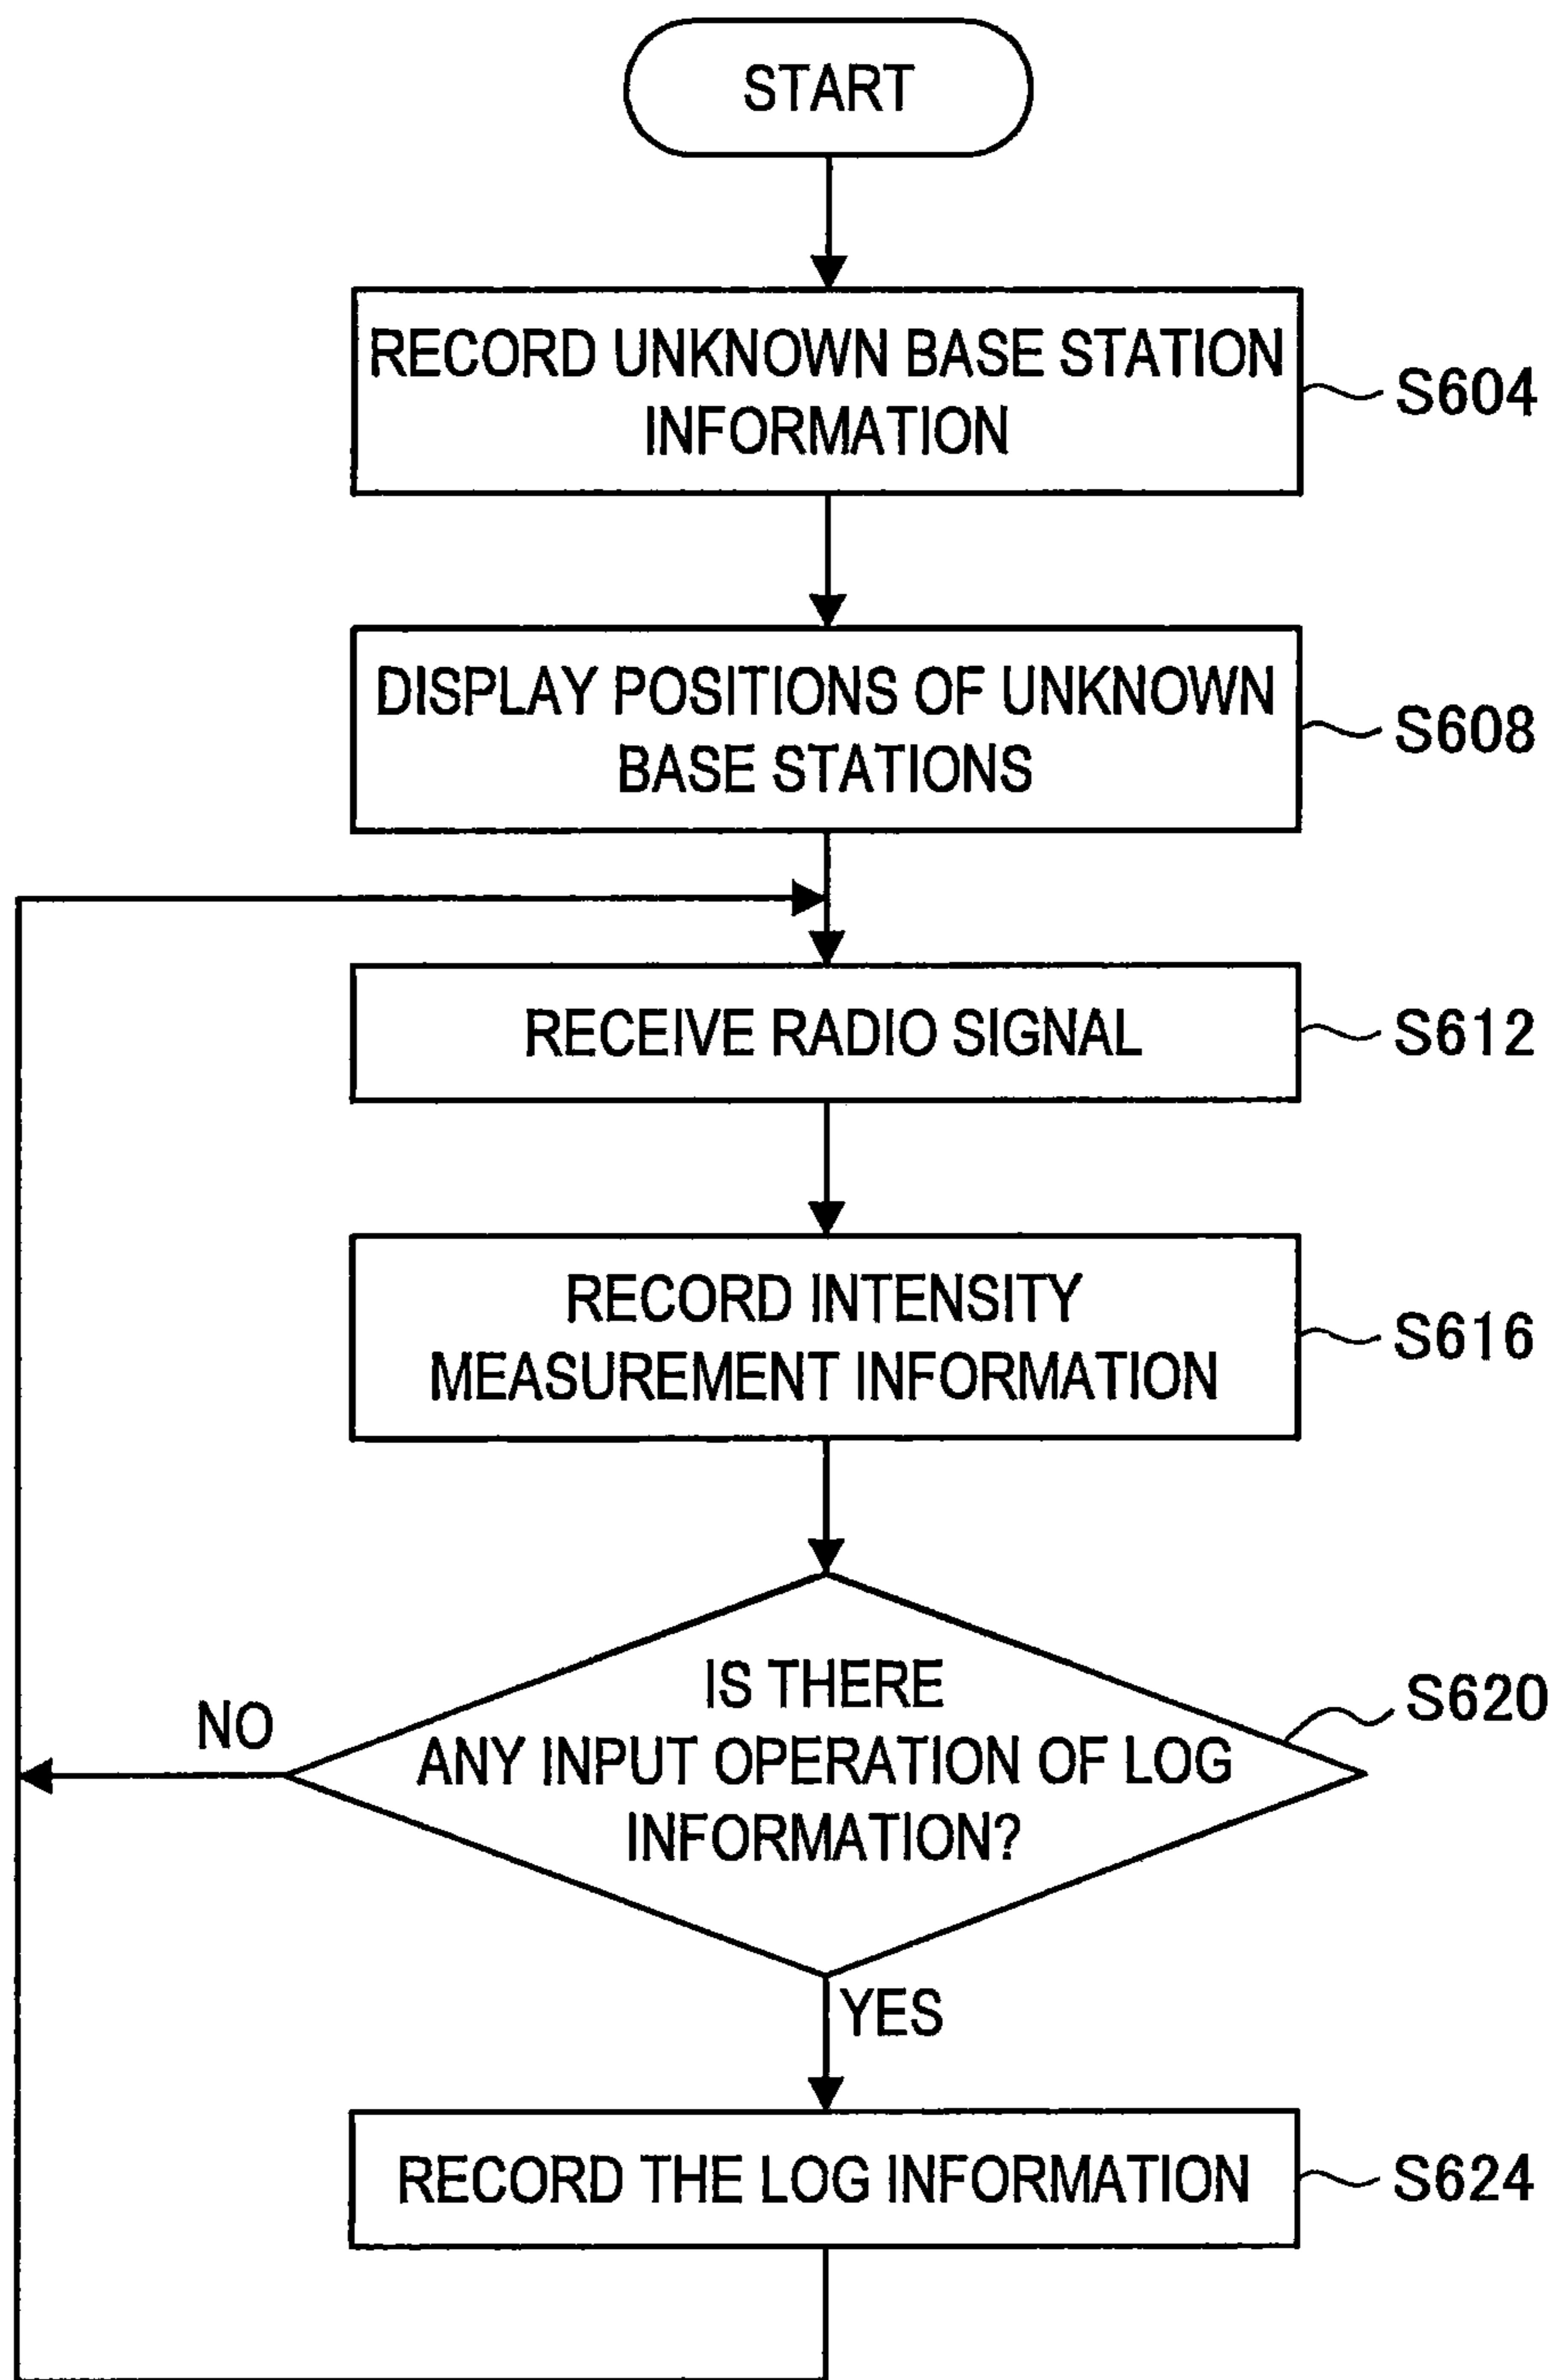 START
RECORD UNKNOWN BASE STATION
INFORMATION
S604
DISPLAY POSITIONS OF UNKNOWN
BASE STATIONS
S608
RECEIVE RADIO SIGNAL
S612
RECORD INTENSITY
MEASUREMENT INFORMATION
S616
IS THERE
ANY INPUT OPERATION OF LOG
INFORMATION?
S620
NO
YES
RECORD THE LOG INFORMATION
S624